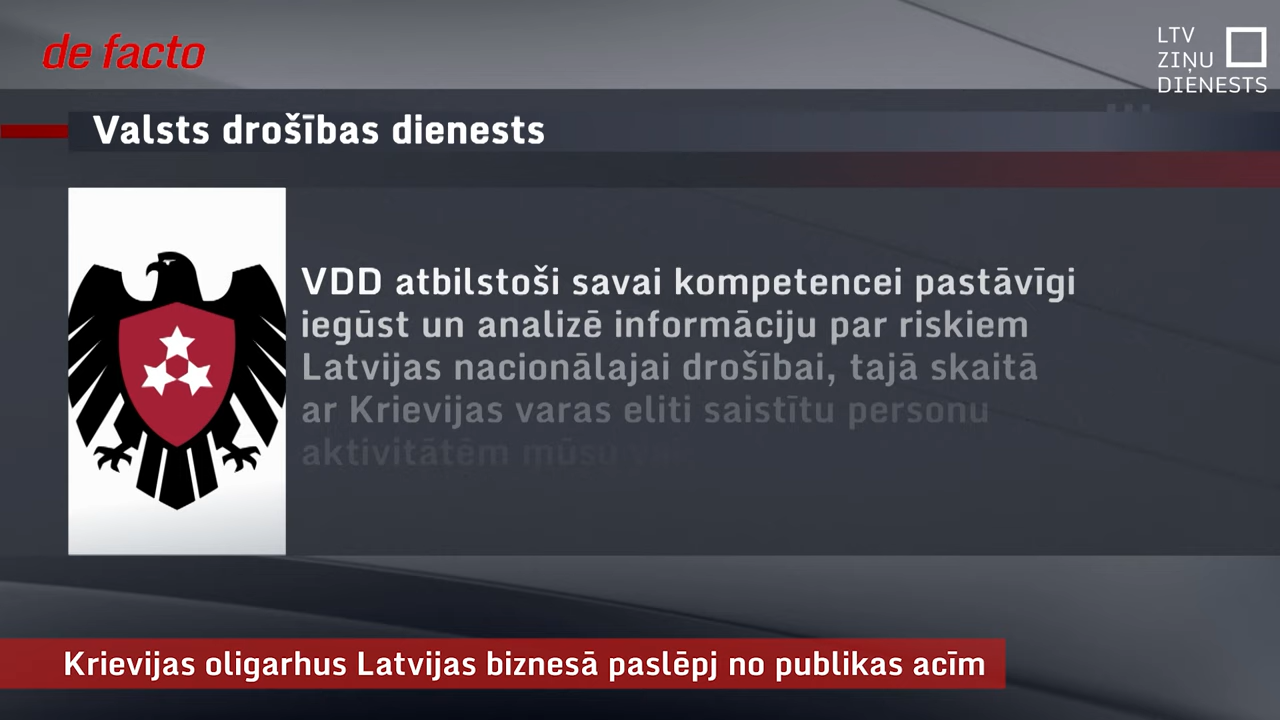 de facto
LTV
ZIŅU
DIENESTS
Valsts drošības dienests
VDD atbilstoši savai kompetencei pastāvīgi
iegūst un analizē informāciju par riskiem
Latvijas nacionālajai drošībai, tajā skaitā
ar Krievijas varas eliti saistītu personu
aktivitātēm mūsu
Krievijas oligarhus Latvijas biznesā paslēpj no publikas acīm